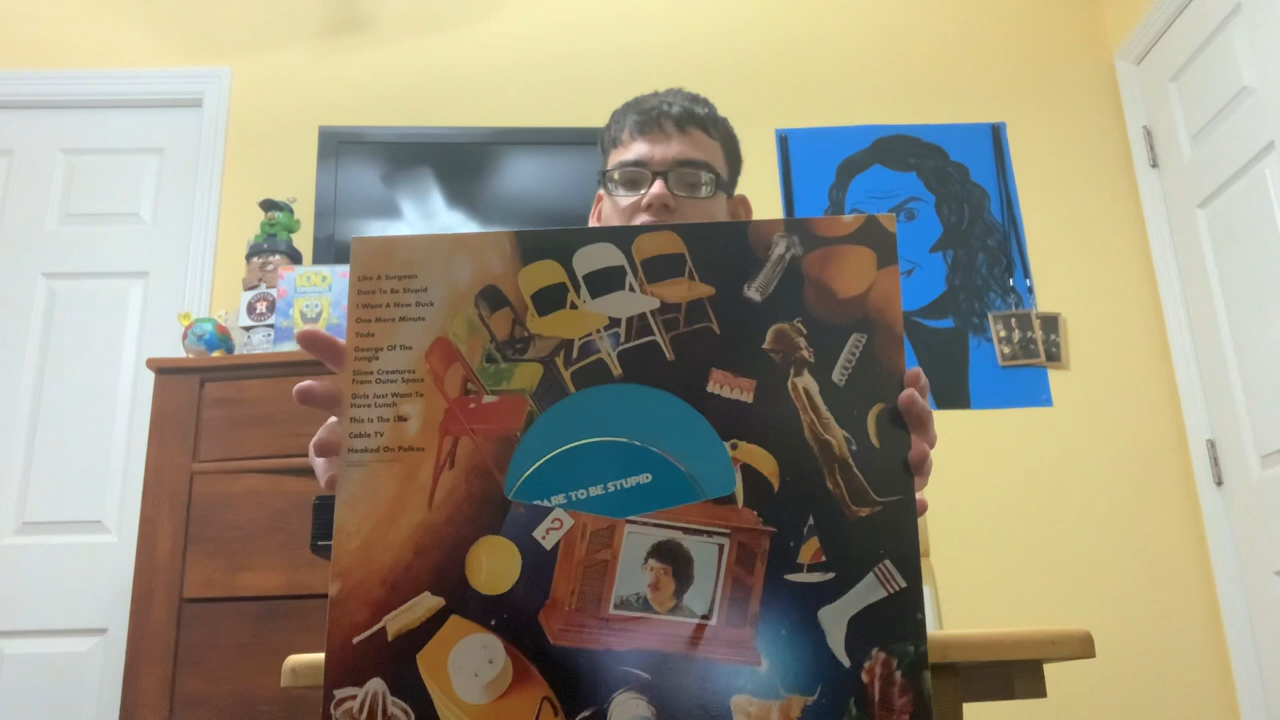 Like A Surgeon
Dare To Be Stupid
I Want A New Duck
One More Minute
Yoda
George Of The
Jungle
Slime Creatures
From Outer Space
Girls Just Want To
Have Lunch
This Is The Life
Cable TV
Hooked On Polkas
DARE TO BE STUPID
?